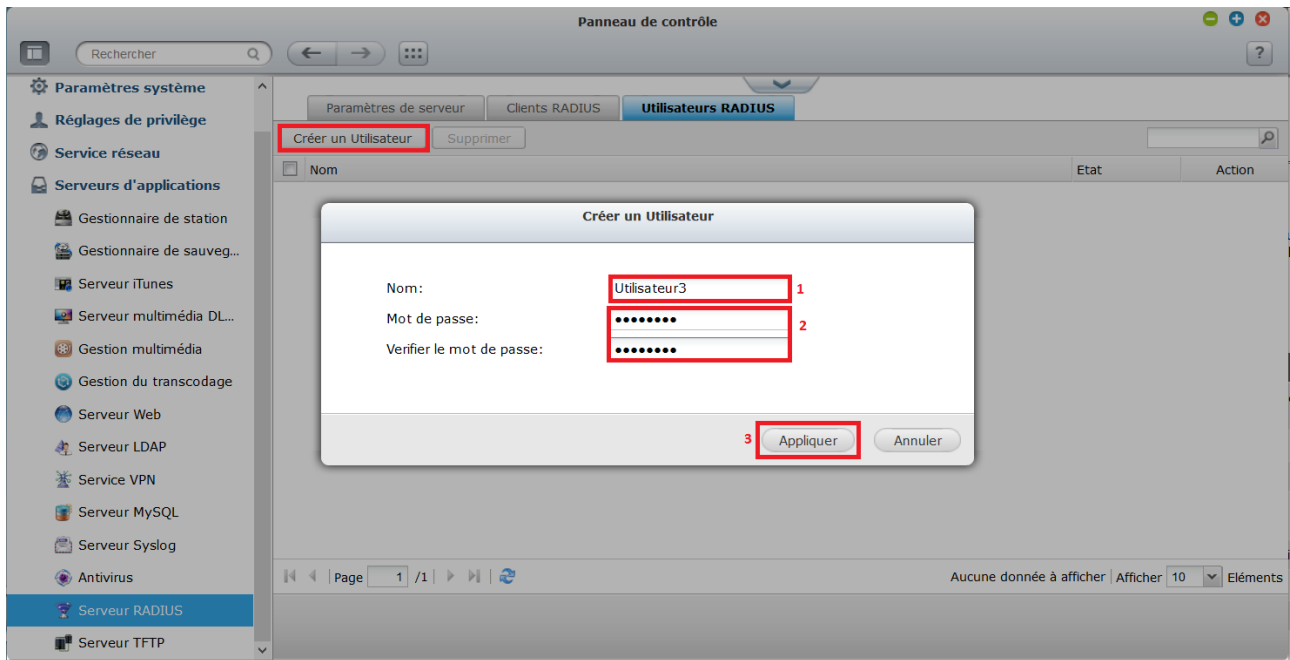 Panneau de contrôle
Rechercher
?
Paramètres système
Réglages de privilège
Service réseau
Serveurs d'applications
Gestionnaire de station
Gestionnaire de sauveg...
Serveur iTunes
Serveur multimédia DL...
Gestion multimédia
Gestion du transcodage
Serveur Web
Serveur LDAP
Service VPN
Serveur MySQL
Serveur Syslog
Antivirus
Serveur RADIUS
Serveur TFTP
Paramètres de serveur Clients RADIUS Utilisateurs RADIUS
Créer un Utilisateur Supprimer
Nom Etat Action
Créer un Utilisateur
Nom: Utilisateur3 1
Mot de passe: ••••••••
2
Verifier le mot de passe: ••••••••
3 Appliquer Annuler
Page 1 /1 Aucune donnée à afficher Afficher 10 Eléments